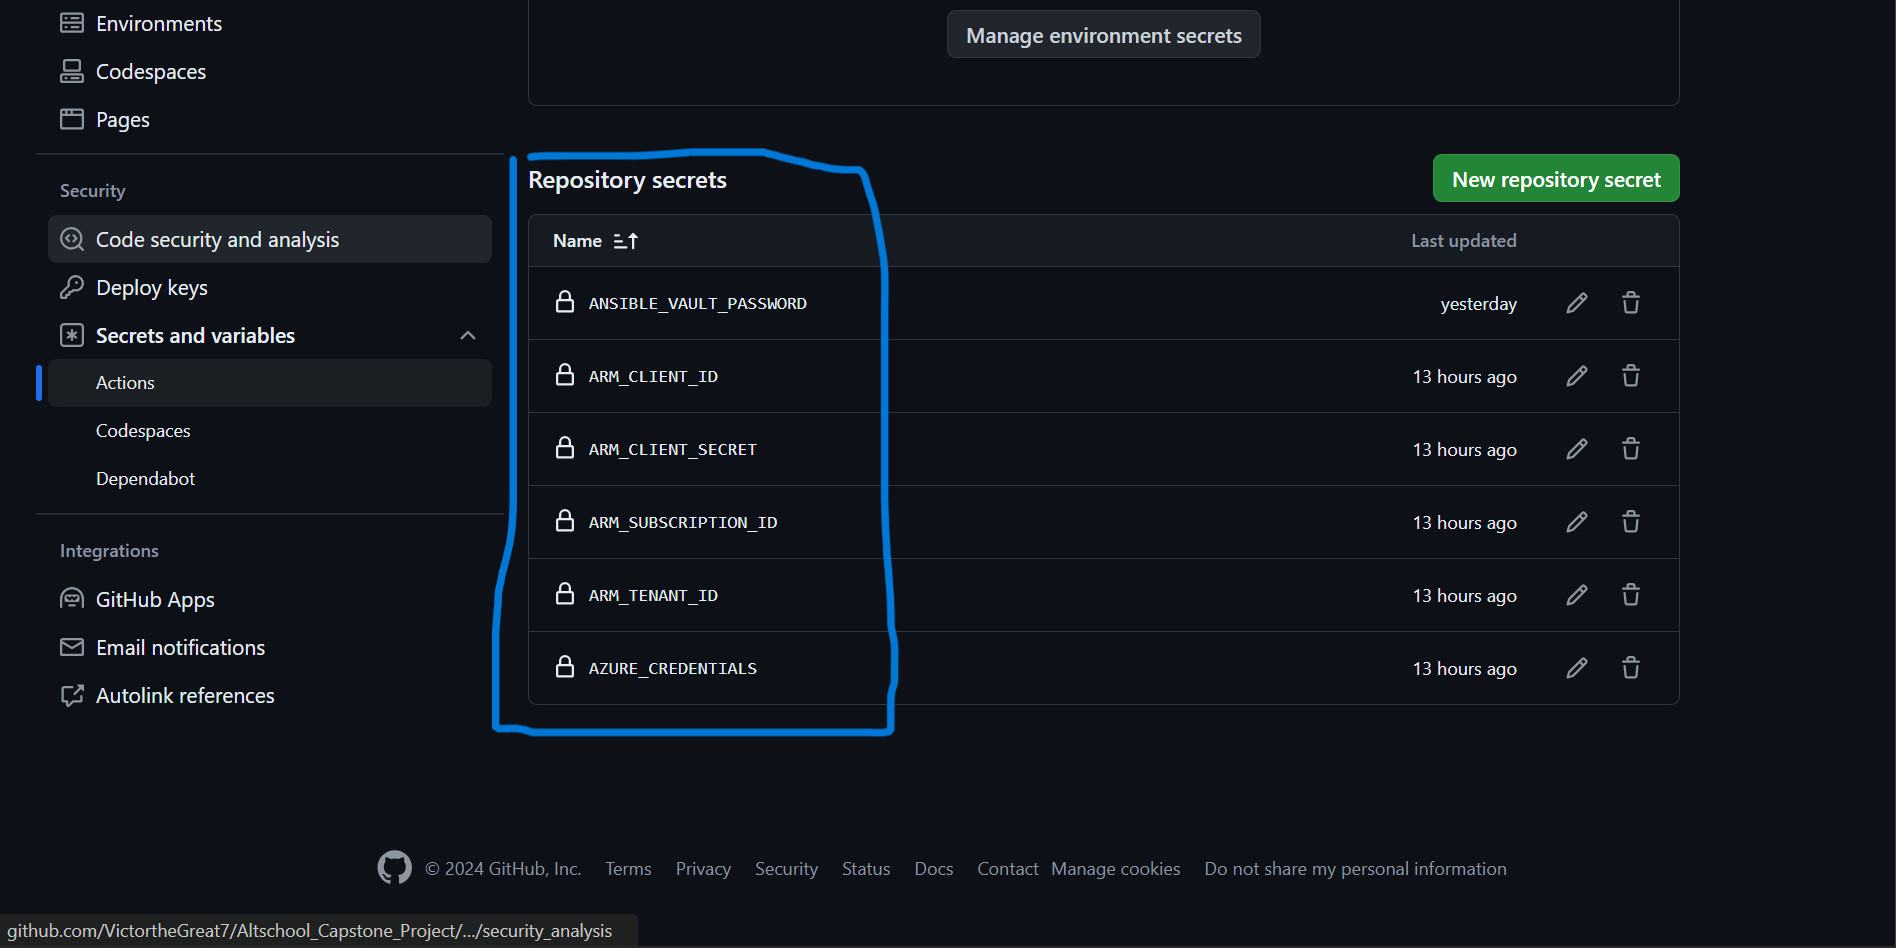 Environments
Codespaces
Pages
Security
Code security and analysis
Deploy keys
Secrets and variables
Actions
Codespaces
Dependabot
Integrations
GitHub Apps
Email notifications
Autolink references
Manage environment secrets
Repository secrets
New repository secret
Name Last updated
ANSIBLE_VAULT_PASSWORD yesterday
ARM_CLIENT_ID 13 hours ago
ARM_CLIENT_SECRET 13 hours ago
ARM_SUBSCRIPTION_ID 13 hours ago
ARM_TENANT_ID 13 hours ago
AZURE_CREDENTIALS 13 hours ago
© 2024 GitHub, Inc. Terms Privacy Security Status Docs Contact Manage cookies Do not share my personal information
github.com/VictortheGreat7/Altschool_Capstone_Project/.../security_analysis